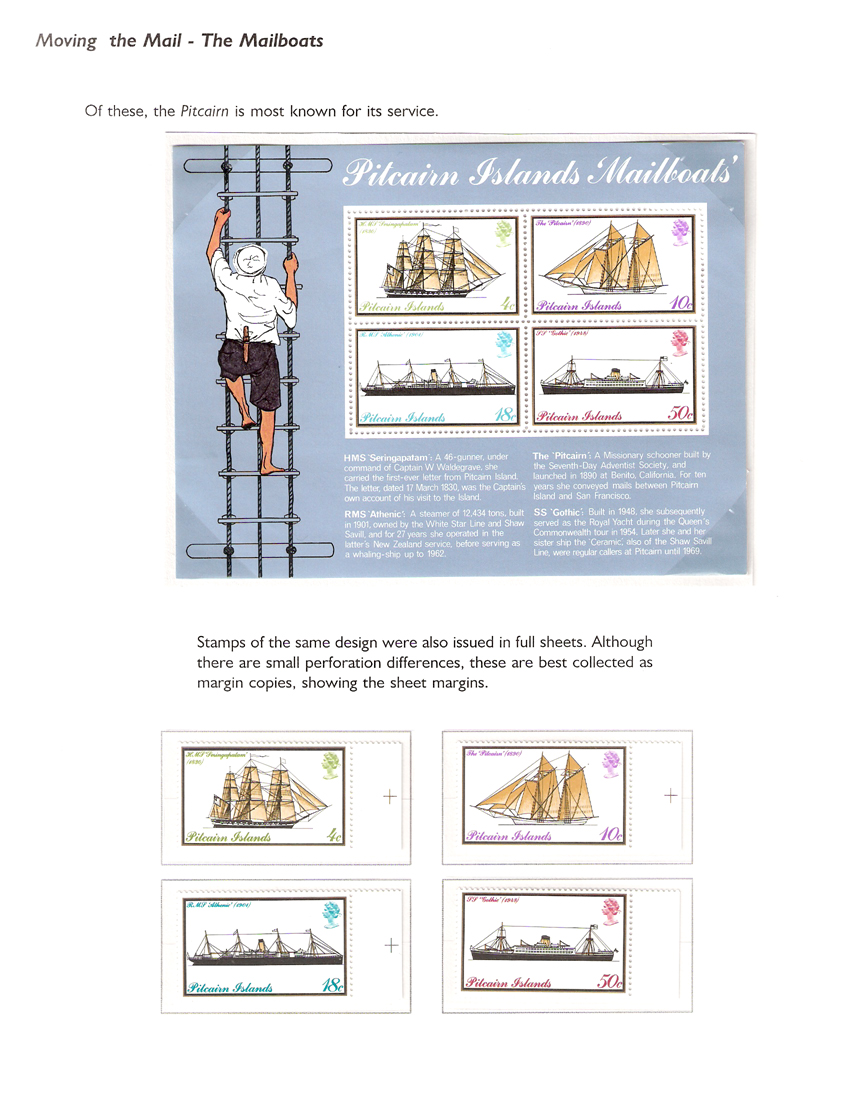 Moving the Mail - The Mailboats
Of these, the Pitcairn is most known for its service.
Pitcairn Islands 'Mailboats'
H.M.S 'Seringapatam'
(1830)
Pitcairn Islands
4c
The 'Pitcairn' (1890)
Pitcairn Islands
10c
R.M.S 'Athenic' (1904)
Pitcairn Islands
18c
SS 'Gothic' (1948)
Pitcairn Islands
50c
HMS 'Seringapatam': A 46-gunner, under
command of Captain W Waldegrave, she
carried the first-ever letter from Pitcairn Island.
The letter, dated 17 March 1830, was the Captain's
own account of his visit to the Island.
RMS 'Athenic': A steamer of 12,434 tons, built
in 1901, owned by the White Star Line and Shaw
Savill, and for 27 years she operated in the
latter's New Zealand service, before serving as
a whaling-ship up to 1962.
The 'Pitcairn': A Missionary schooner built by
the Seventh-Day Adventist Society, and
launched in 1890 at Benito, California. For ten
years she conveyed mails between Pitcairn
Island and San Francisco.
SS 'Gothic': Built in 1948, she subsequently
served as the Royal Yacht during the Queen's
Commonwealth tour in 1954. Later she and her
sister ship the 'Ceramic', also of the Shaw Savill
Line, were regular callers at Pitcairn until 1969.
Stamps of the same design were also issued in full sheets. Although
there are small perforation differences, these are best collected as
margin copies, showing the sheet margins.
H.M.S 'Seringapatam'
(1830)
Pitcairn Islands
4c
The 'Pitcairn' (1890)
Pitcairn Islands
10c
R.M.S 'Athenic' (1904)
Pitcairn Islands
18c
SS 'Gothic' (1948)
Pitcairn Islands
50c